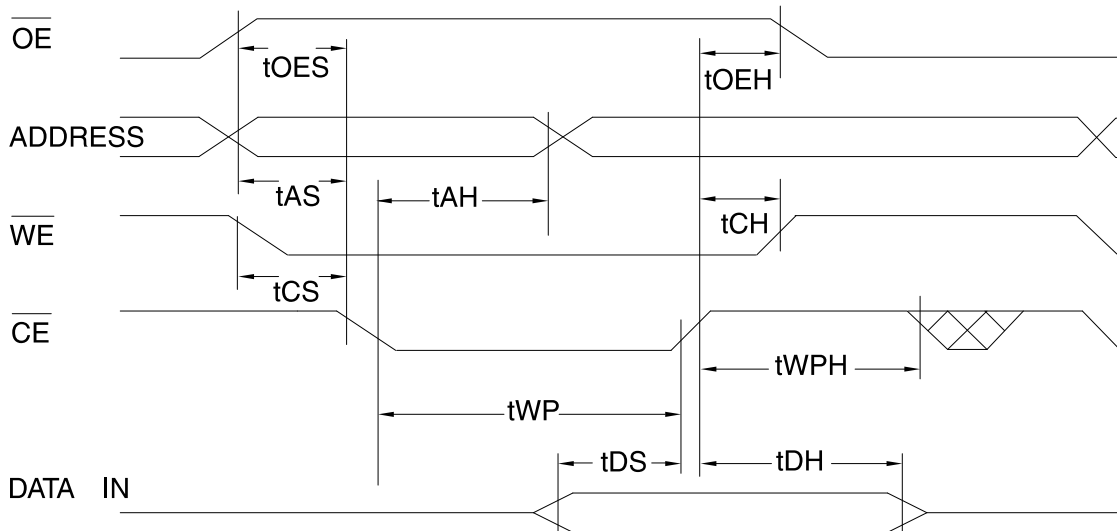 OE
tOES
tOEH
ADDRESS
tAS
tAH
WE
tCH
tCS
CE
tWPH
tWP
tDS
tDH
DATA IN